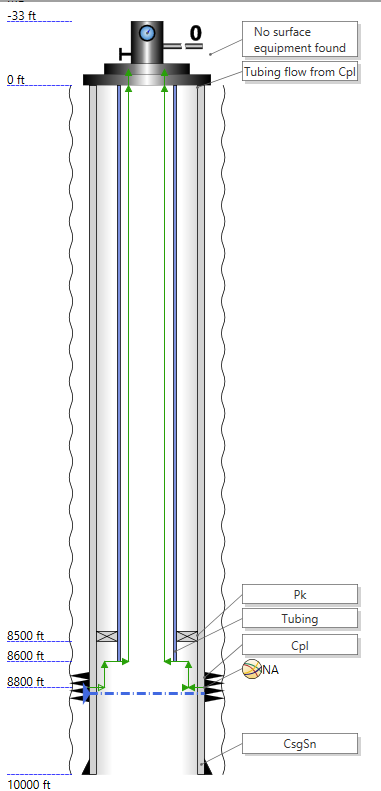 -33 ft
0
No surface
equipment found
Tubing flow from Cpl
0 ft
Pk
Tubing
8500 ft
Cpl
8600 ft
NA
8800 ft
CsgSn
10000 ft